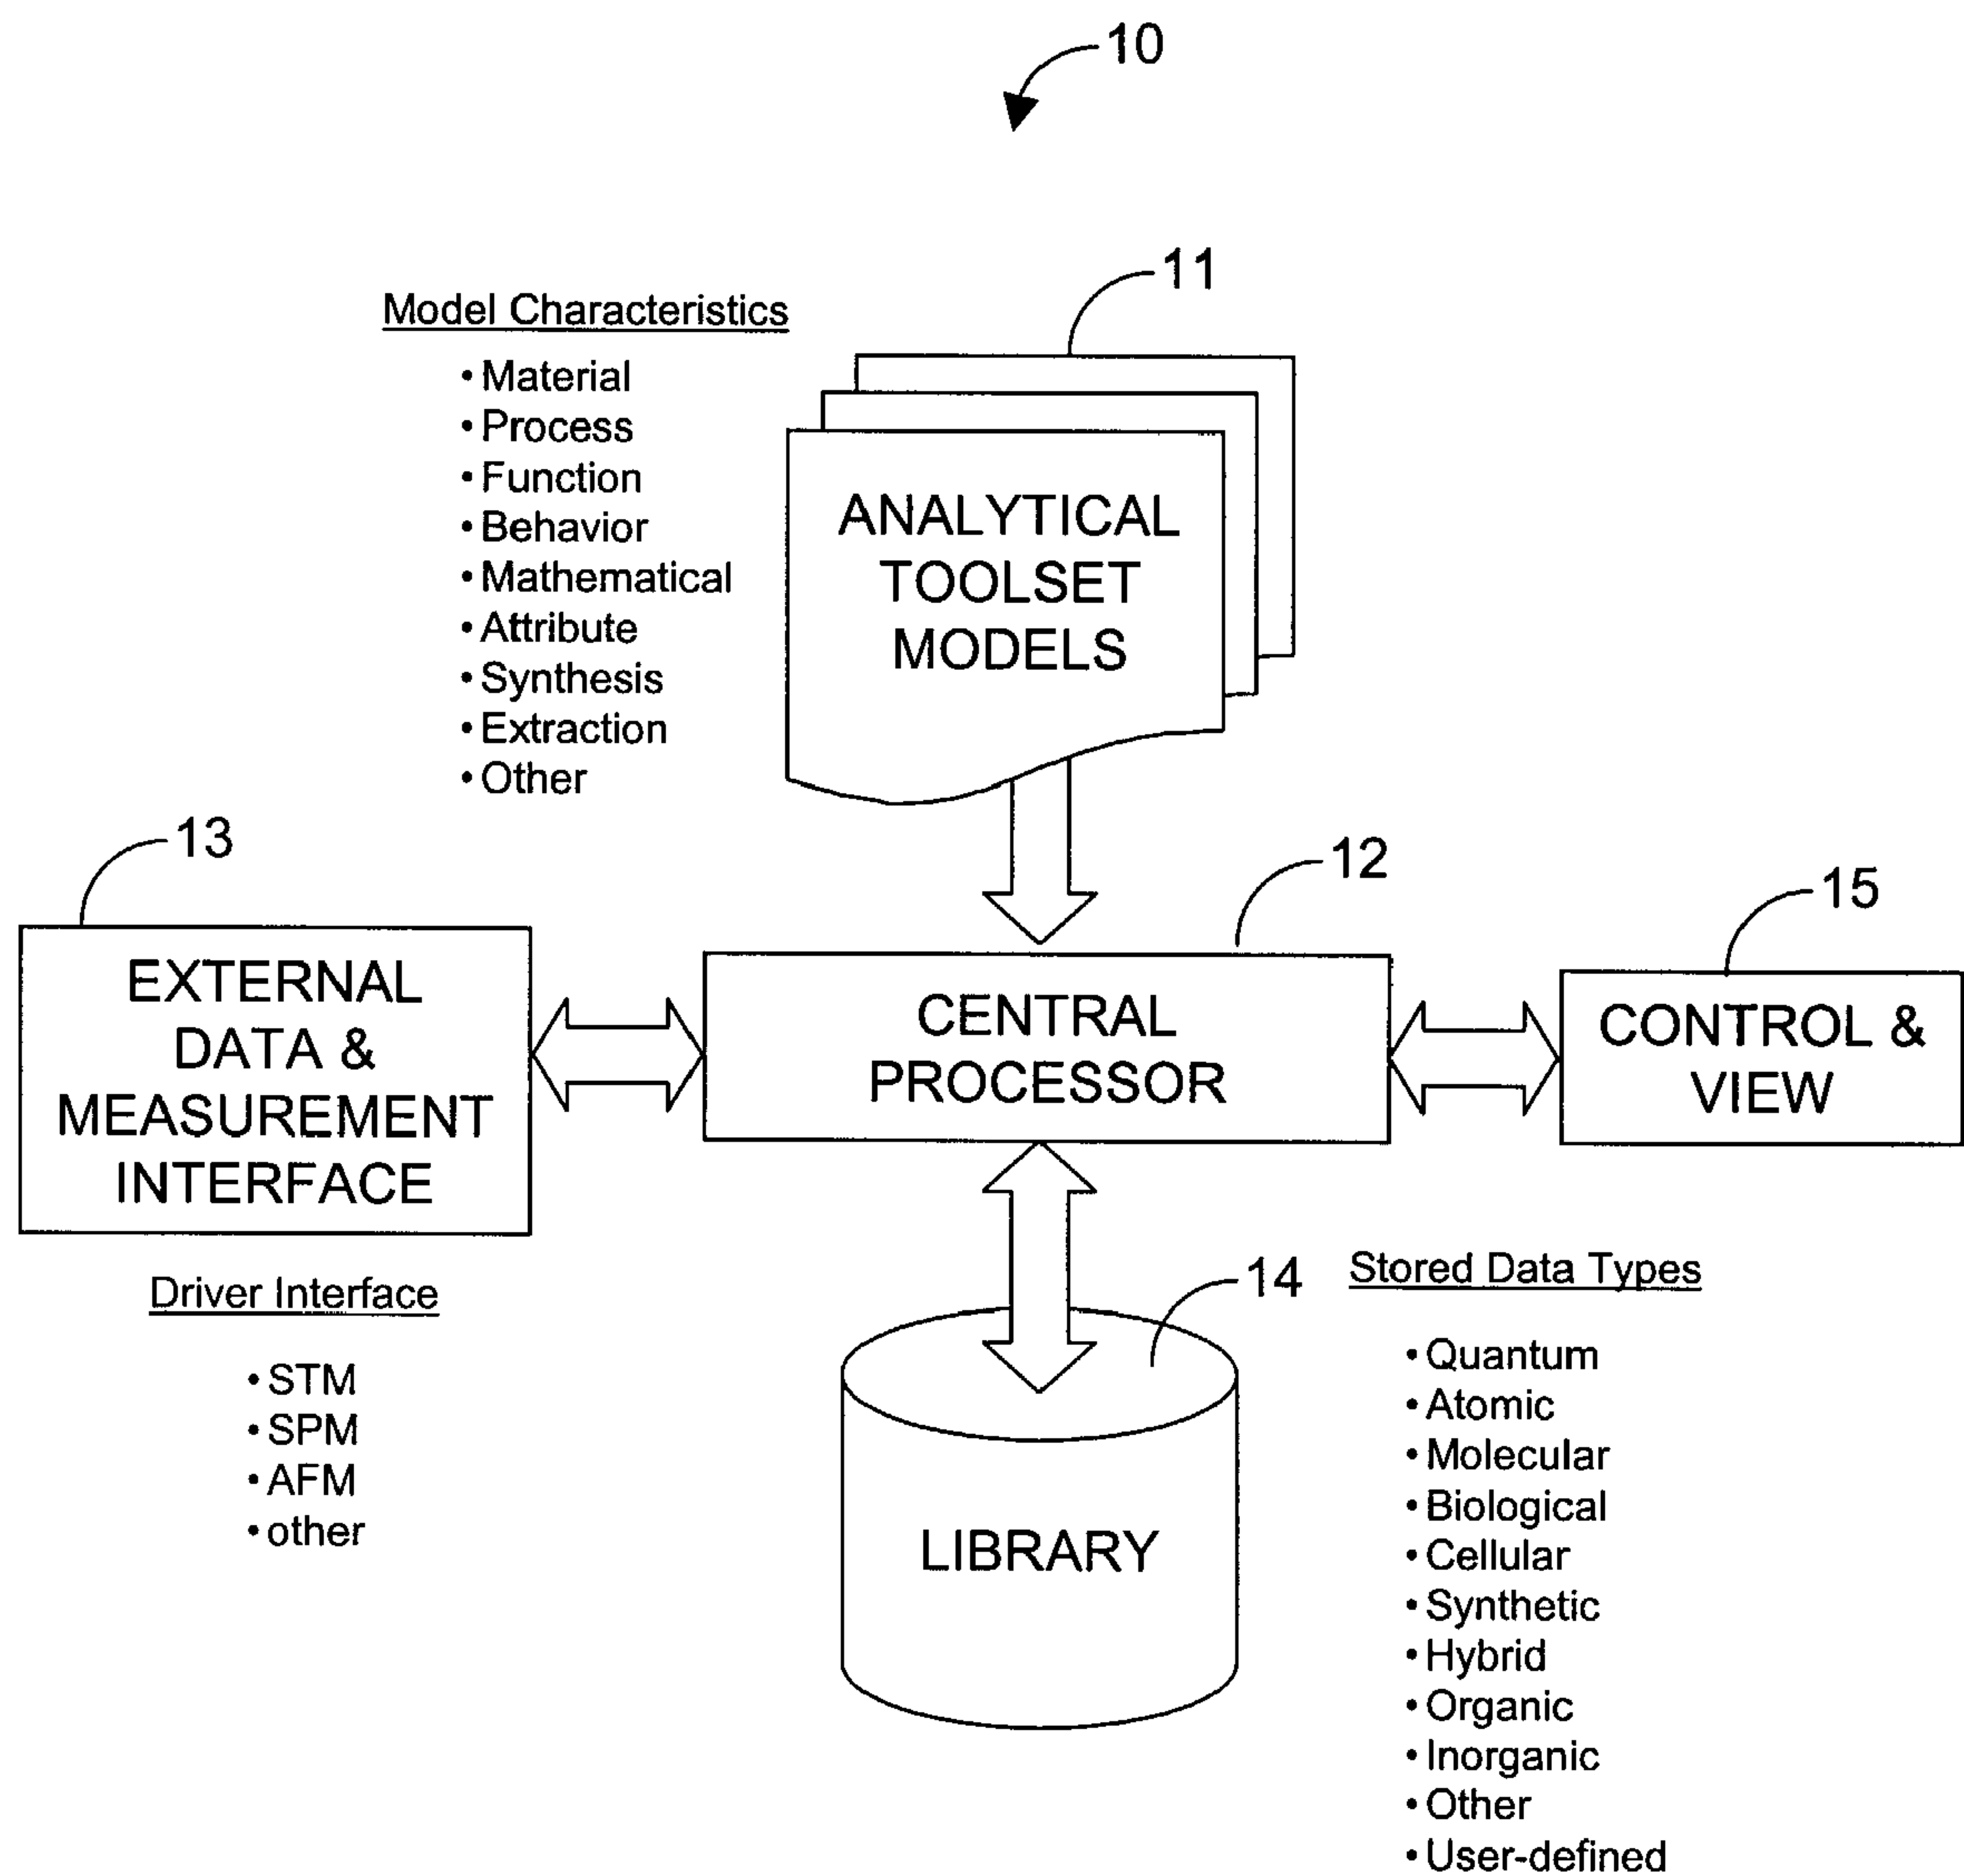 10
11
Model Characteristics
• Material
• Process
• Function
• Behavior
• Mathematical
• Attribute
• Synthesis
• Extraction
• Other
ANALYTICAL
TOOLSET
MODELS
13
12
15
EXTERNAL
DATA &
MEASUREMENT
INTERFACE
CENTRAL
PROCESSOR
CONTROL &
VIEW
Driver Interface
• STM
• SPM
• AFM
• other
14
LIBRARY
Stored Data Types
• Quantum
• Atomic
• Molecular
• Biological
• Cellular
• Synthetic
• Hybrid
• Organic
• Inorganic
• Other
• User-defined